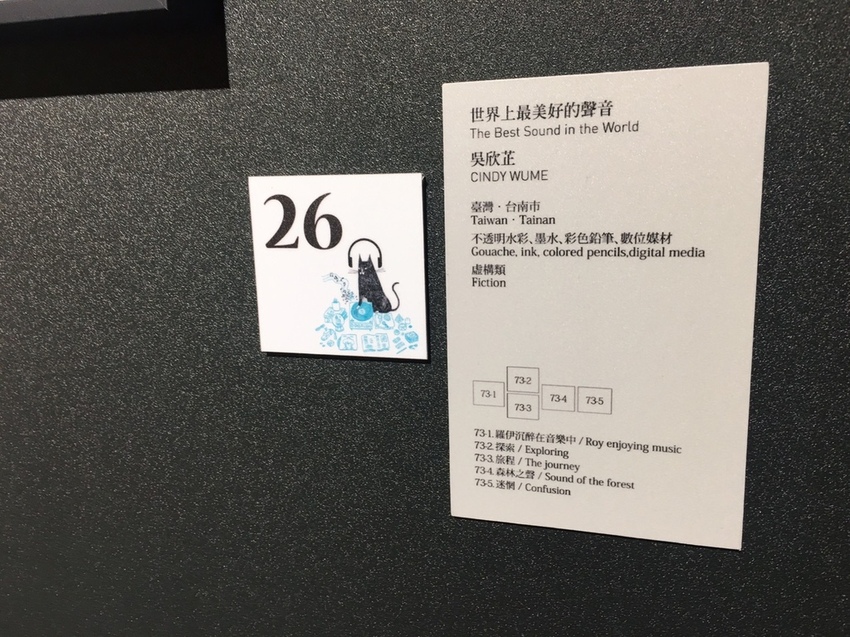 26
世界上最美好的聲音
The Best Sound in the World
吳欣芷
CINDY WUME
臺灣．台南市
Taiwan．Tainan
不透明水彩、墨水、彩色鉛筆、數位媒材
Gouache, ink, colored pencils,digital media
虛構類
Fiction
73-1
73-2
73-3
73-4
73-5
73-1. 羅伊沉醉在音樂中 / Roy enjoying music
73-2. 探索 / Exploring
73-3. 旅程 / The journey
73-4. 森林之聲 / Sound of the forest
73-5. 迷惘 / Confusion